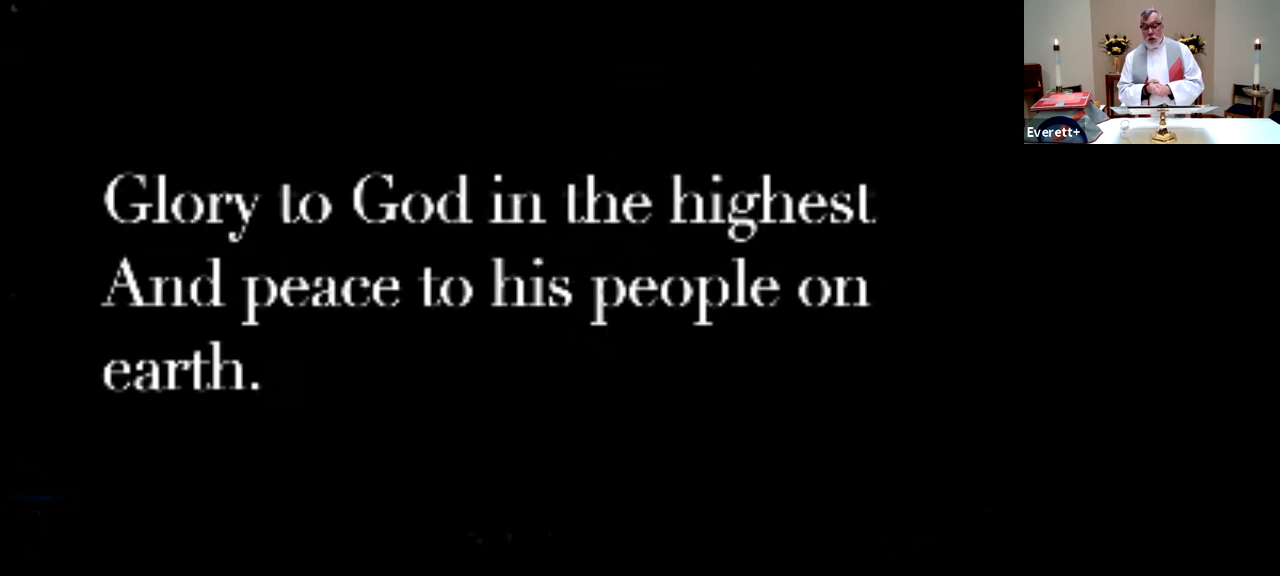 Glory to God in the highest
And peace to his people on
earth.
Everett+